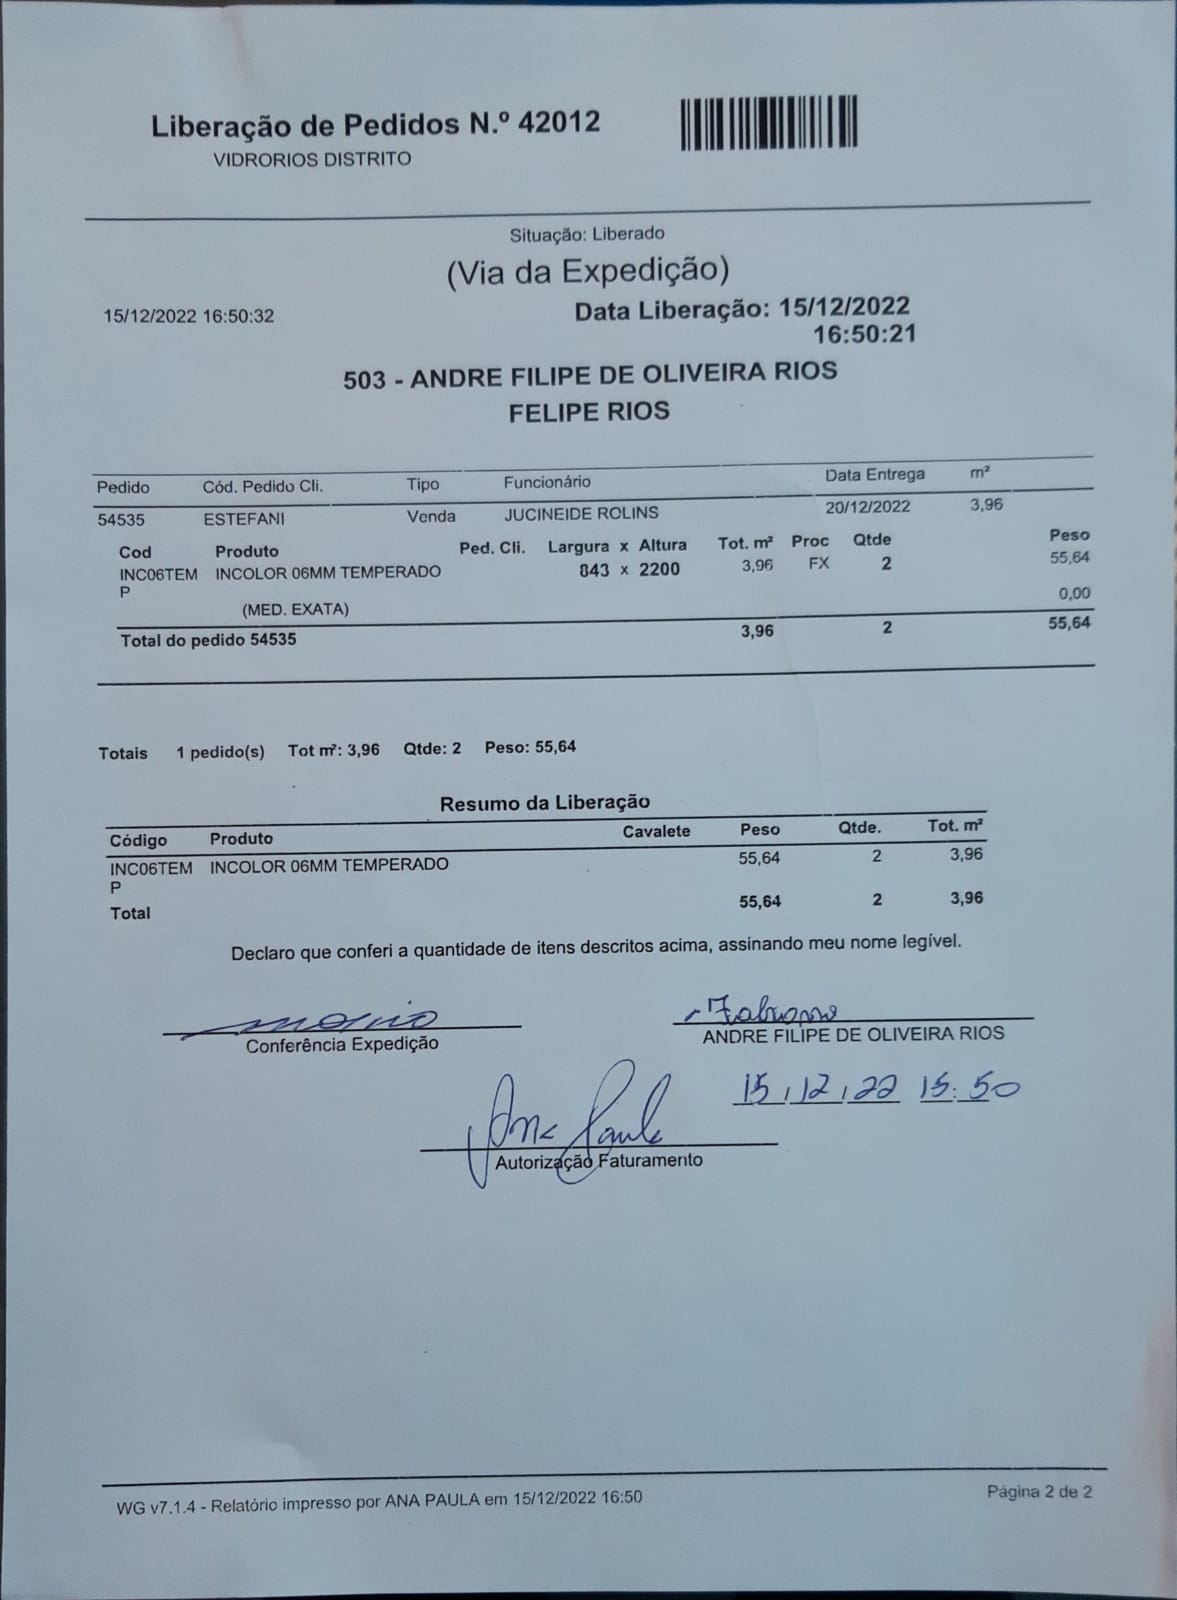 Liberação de Pedidos N.º 42012
VIDRORIOS DISTRITO
Situação: Liberado
(Via da Expedição)
15/12/2022 16:50:32
Data Liberação: 15/12/2022
16:50:21
503 - ANDRE FILIPE DE OLIVEIRA RIOS
FELIPE RIOS
Pedido Cód. Pedido Cli. Tipo Funcionário Data Entrega m²
54535 ESTEFANI Venda JUCINEIDE ROLINS 20/12/2022 3,96
Cod Produto Ped. Cli. Largura x Altura Tot. m² Proc Qtde Peso
INC06TEM INCOLOR 06MM TEMPERADO 843 x 2200 3,96 FX 2 55,64
P
(MED. EXATA) 0,00
Total do pedido 54535 3,96 2 55,64
Totais 1 pedido(s) Tot m²: 3,96 Qtde: 2 Peso: 55,64
Resumo da Liberação
Código Produto Cavalete Peso Qtde. Tot. m²
INC06TEM INCOLOR 06MM TEMPERADO 55,64 2 3,96
P
Total 55,64 2 3,96
Declaro que conferi a quantidade de itens descritos acima, assinando meu nome legível.
Conferência Expedição
ANDRE FILIPE DE OLIVEIRA RIOS
15/12/22 15:50
Ana Paula
Autorização Faturamento
WG v7.1.4 - Relatório impresso por ANA PAULA em 15/12/2022 16:50
Página 2 de 2